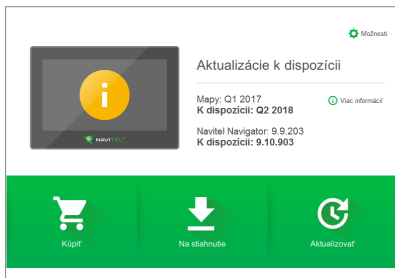 Možnosti
Aktualizácie k dispozícii
Mapy: Q1 2017
K dispozícii: Q2 2018
Viac informácií
Navitel Navigator: 9.9.203
K dispozícii: 9.10.903
NAVITEL
Kúpiť
Na stiahnutie
Aktualizovať